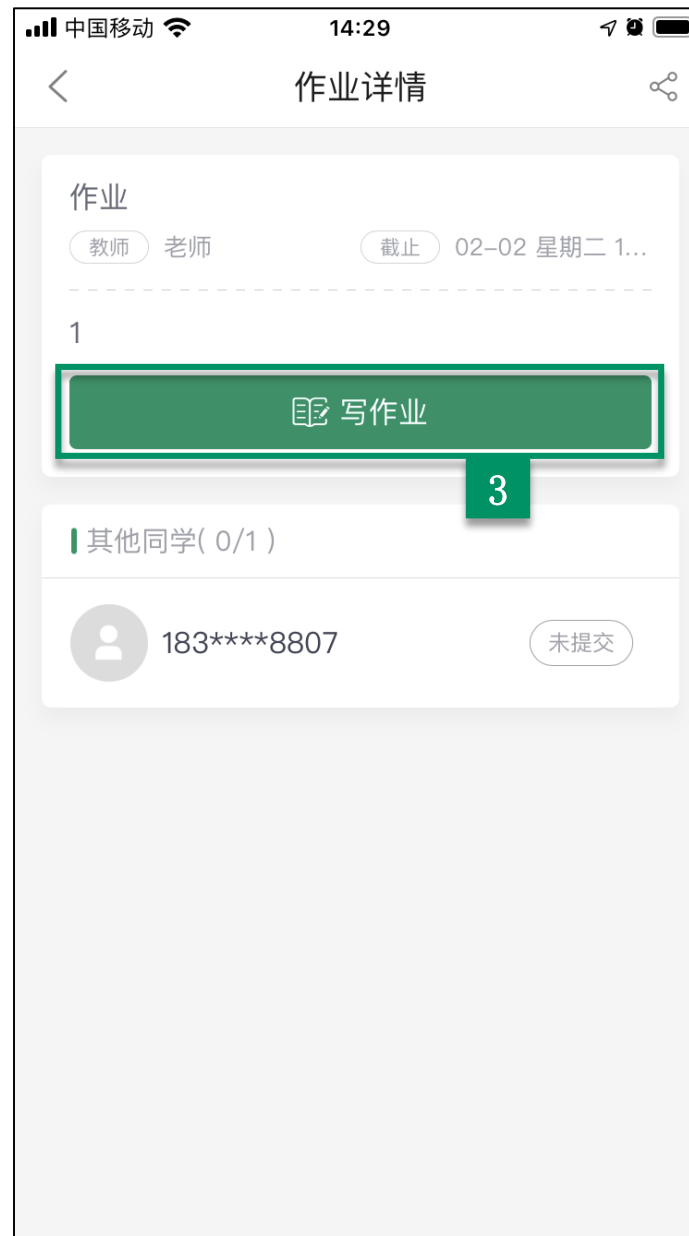 中国移动 14:29
作业详情
作业
教师 老师 截止 02-02 星期二 1...
1
写作业
3
其他同学( 0/1 )
183****8807 未提交